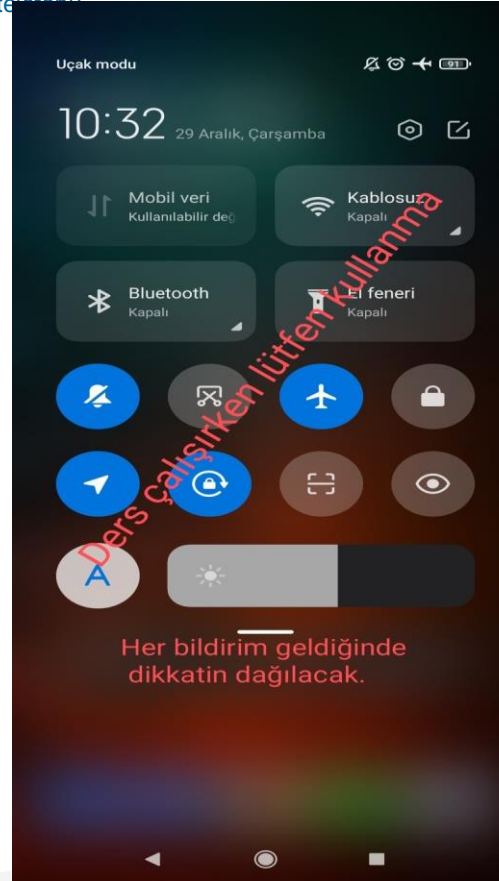 Uçak modu
91
10:32 29 Aralık, Çarşamba
Mobil veri
Kullanılabilir değ
Kablosuz
Kapalı
Bluetooth
Kapalı
El feneri
Kapalı
Ders çalışırken lütfen kullanma
A
Her bildirim geldiğinde
dikkatin dağılacak.